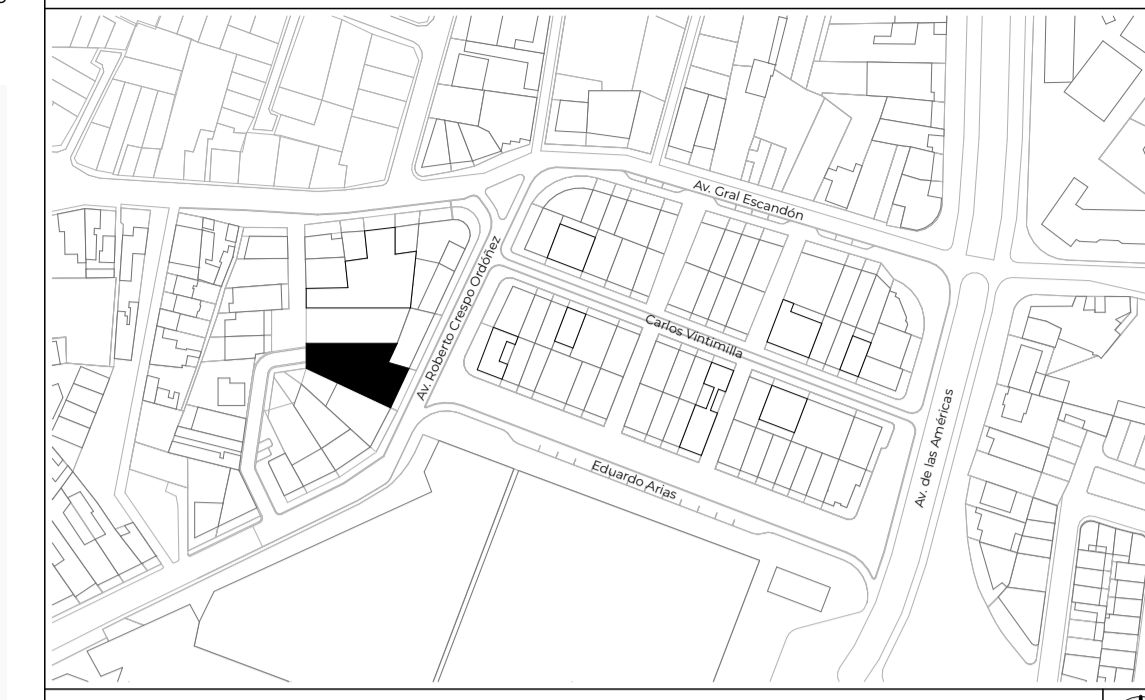 Av. Gral Escandón
Av. Roberto Crespo Ordóñez
Carlos Vintimilla
Av. de las Américas
Eduardo Arias